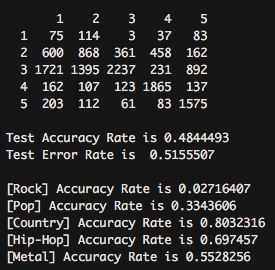 1 2 3 4 5
1 75 114 3 37 83
2 600 868 361 458 162
3 1721 1395 2237 231 892
4 162 107 123 1865 137
5 203 112 61 83 1575
Test Accuracy Rate is 0.4844493
Test Error Rate is 0.5155507
[Rock] Accuracy Rate is 0.02716407
[Pop] Accuracy Rate is 0.3343606
[Country] Accuracy Rate is 0.8032316
[Hip-Hop] Accuracy Rate is 0.697457
[Metal] Accuracy Rate is 0.5528256